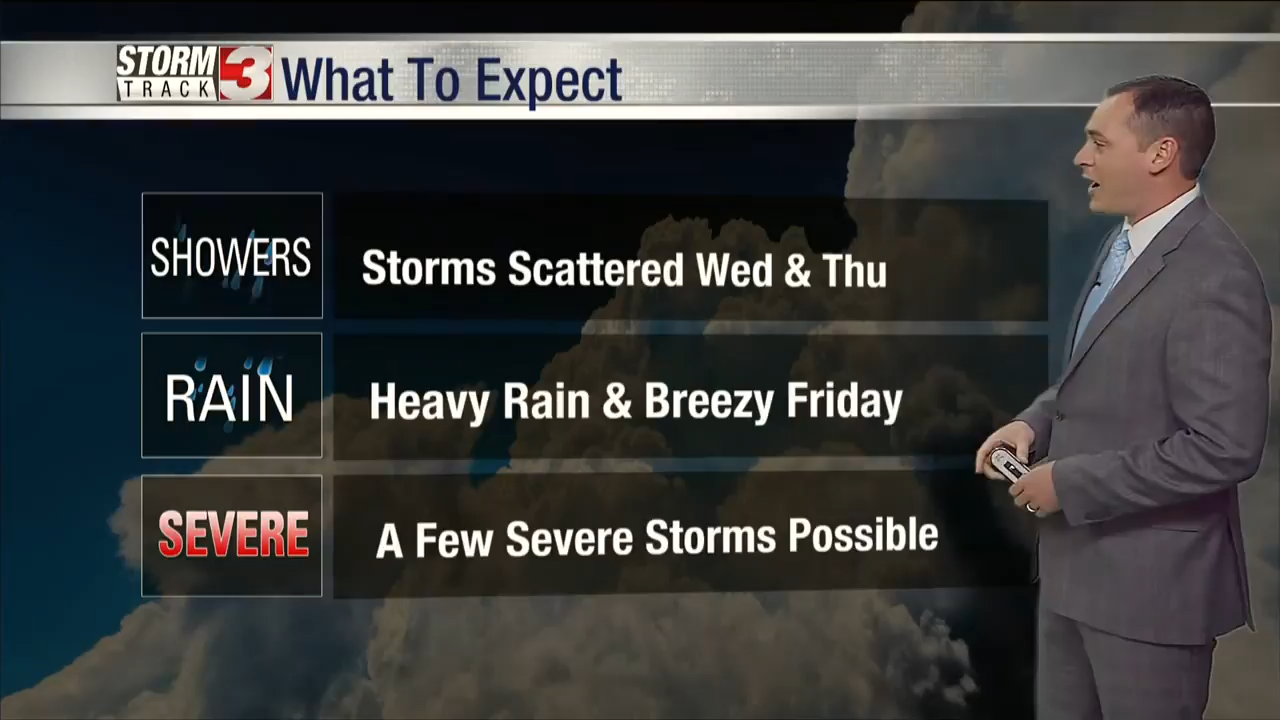 STORM
TRACK 3
What To Expect
SHOWERS
Storms Scattered Wed & Thu
RAIN
Heavy Rain & Breezy Friday
SEVERE
A Few Severe Storms Possible